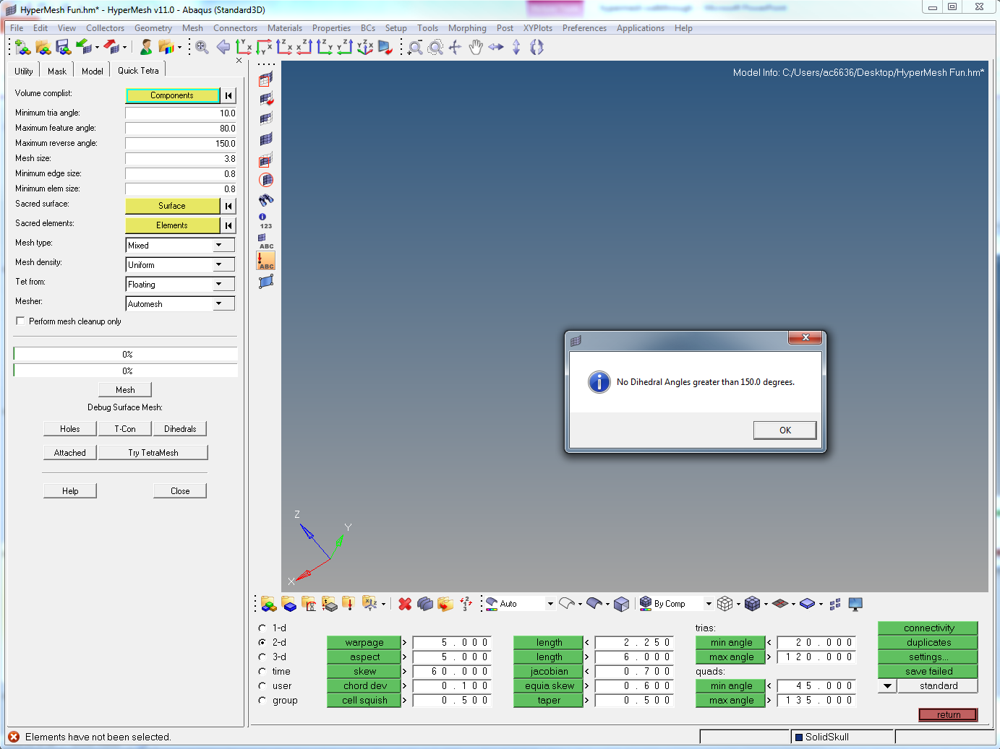 HyperMesh Fun.hm* - HyperMesh v11.0 - Abaqus (Standard3D)
File Edit View Collectors Geometry Mesh Connectors Materials Properties BCs Setup Tools Morphing Post XYPlots Preferences Applications Help
Utility Mask Model Quick Tetra
Model Info: C:/Users/ac6636/Desktop/HyperMesh Fun.hm*
Volume complist: Components
Minimum tria angle: 10.0
Maximum feature angle: 80.0
Maximum reverse angle: 150.0
Mesh size: 3.8
Minimum edge size: 0.8
Minimum elem size: 0.8
Sacred surface: Surface
Sacred elements: Elements
Mesh type: Mixed
Mesh density: Uniform
Tet from: Floating
Mesher: Automesh
Perform mesh cleanup only
0%
0%
Mesh
Debug Surface Mesh:
Holes T-Con Dihedrals
Attached Try TetraMesh
Help Close
123
ABC
ABC
No Dihedral Angles greater than 150.0 degrees.
OK
Z
Y
X
Auto By Comp
1-d trias: connectivity
2-d warpage > 5.000 length < 2.250 min angle < 20.000 duplicates
3-d aspect > 5.000 length > 6.000 max angle > 120.000 settings...
time skew > 60.000 jacobian < 0.700 quads: save failed
user chord dev > 0.100 equia skew > 0.600 min angle < 45.000 standard
group cell squish > 0.500 taper > 0.500 max angle > 135.000
return
Elements have not been selected. SolidSkull